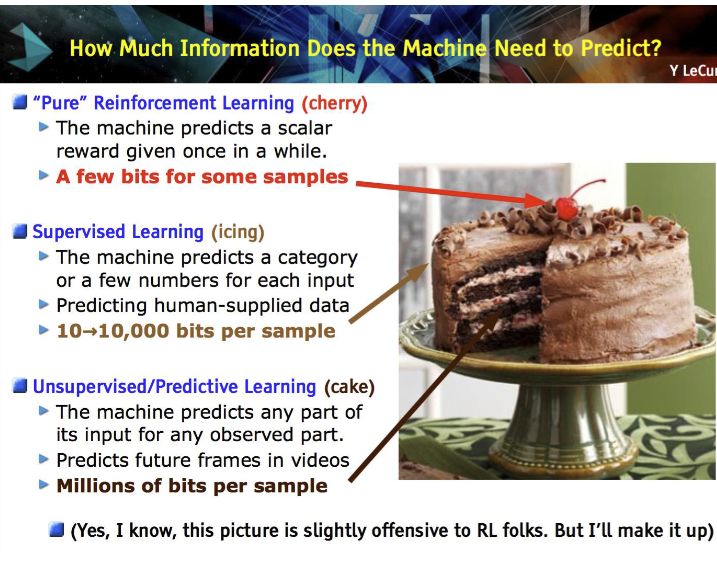 How Much Information Does the Machine Need to Predict?
Y LeCun
"Pure" Reinforcement Learning (cherry)
The machine predicts a scalar
reward given once in a while.
A few bits for some samples
Supervised Learning (icing)
The machine predicts a category
or a few numbers for each input
Predicting human-supplied data
10→10,000 bits per sample
Unsupervised/Predictive Learning (cake)
The machine predicts any part of
its input for any observed part.
Predicts future frames in videos
Millions of bits per sample
(Yes, I know, this picture is slightly offensive to RL folks. But I'll make it up)